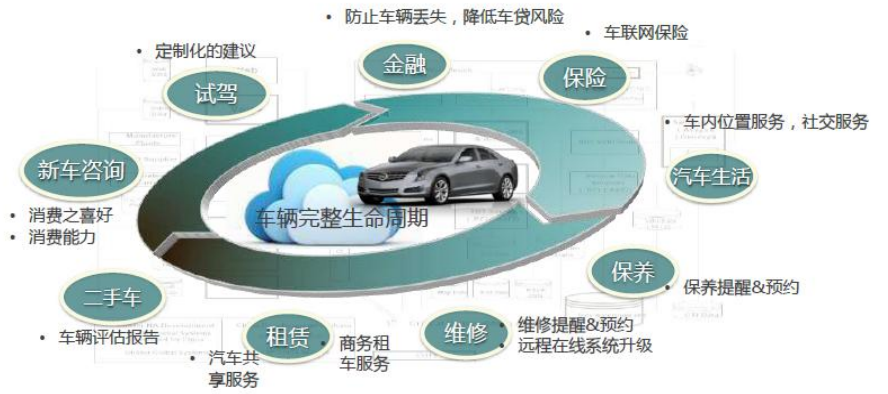 防止车辆丢失，降低车贷风险
车联网保险
定制化的建议
金融
保险
试驾
车内位置服务，社交服务
新车咨询
汽车生活
消费之喜好
消费能力
车辆完整生命周期
保养
保养提醒&预约
二手车
车辆评估报告
租赁
汽车共
享服务
商务租
车服务
维修
维修提醒&预约
远程在线系统升级